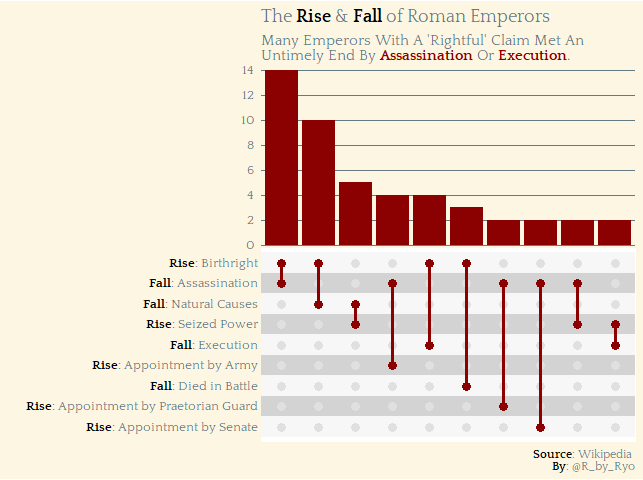 The Rise & Fall of Roman Emperors
Many Emperors With A 'Rightful' Claim Met An
Untimely End By Assassination Or Execution.
14
12
10
8
6
4
2
0
Rise: Birthright
Fall: Assassination
Fall: Natural Causes
Rise: Seized Power
Fall: Execution
Rise: Appointment by Army
Fall: Died in Battle
Rise: Appointment by Praetorian Guard
Rise: Appointment by Senate
Source: Wikipedia
By: @R_by_Ryo